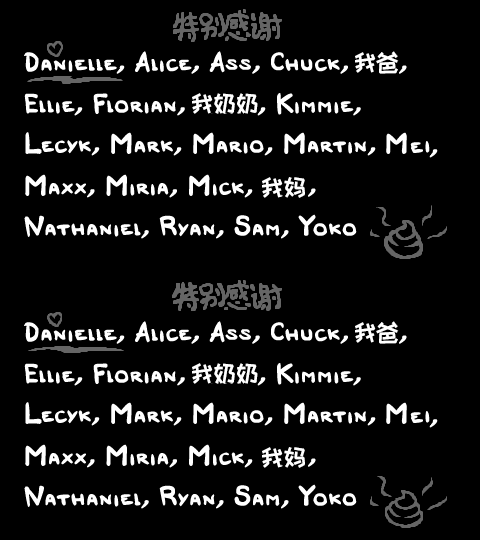 特别感谢
Danielle, Alice, Ass, Chuck, 我爸,
Ellie, Florian, 我奶奶, Kimmie,
Lecyk, Mark, Mario, Martin, Mei,
Maxx, Miria, Mick, 我妈,
Nathaniel, Ryan, Sam, Yoko
特别感谢
Danielle, Alice, Ass, Chuck, 我爸,
Ellie, Florian, 我奶奶, Kimmie,
Lecyk, Mark, Mario, Martin, Mei,
Maxx, Miria, Mick, 我妈,
Nathaniel, Ryan, Sam, Yoko